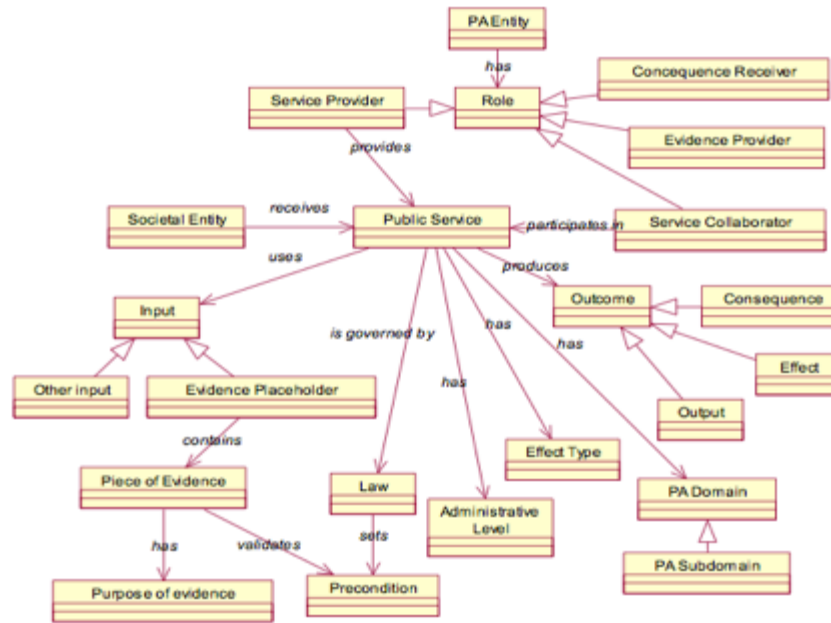 PA Entity
has
Concequence Receiver
Service Provider
Role
Evidence Provider
provides
receives
Societal Entity
Public Service
participates in
Service Collaborator
uses
produces
Input
Outcome
Consequence
is governed by
has
has
Effect
has
Other input
Evidence Placeholder
Output
contains
Effect Type
Piece of Evidence
Law
PA Domain
Administrative
Level
has
validates
sets
PA Subdomain
Purpose of evidence
Precondition